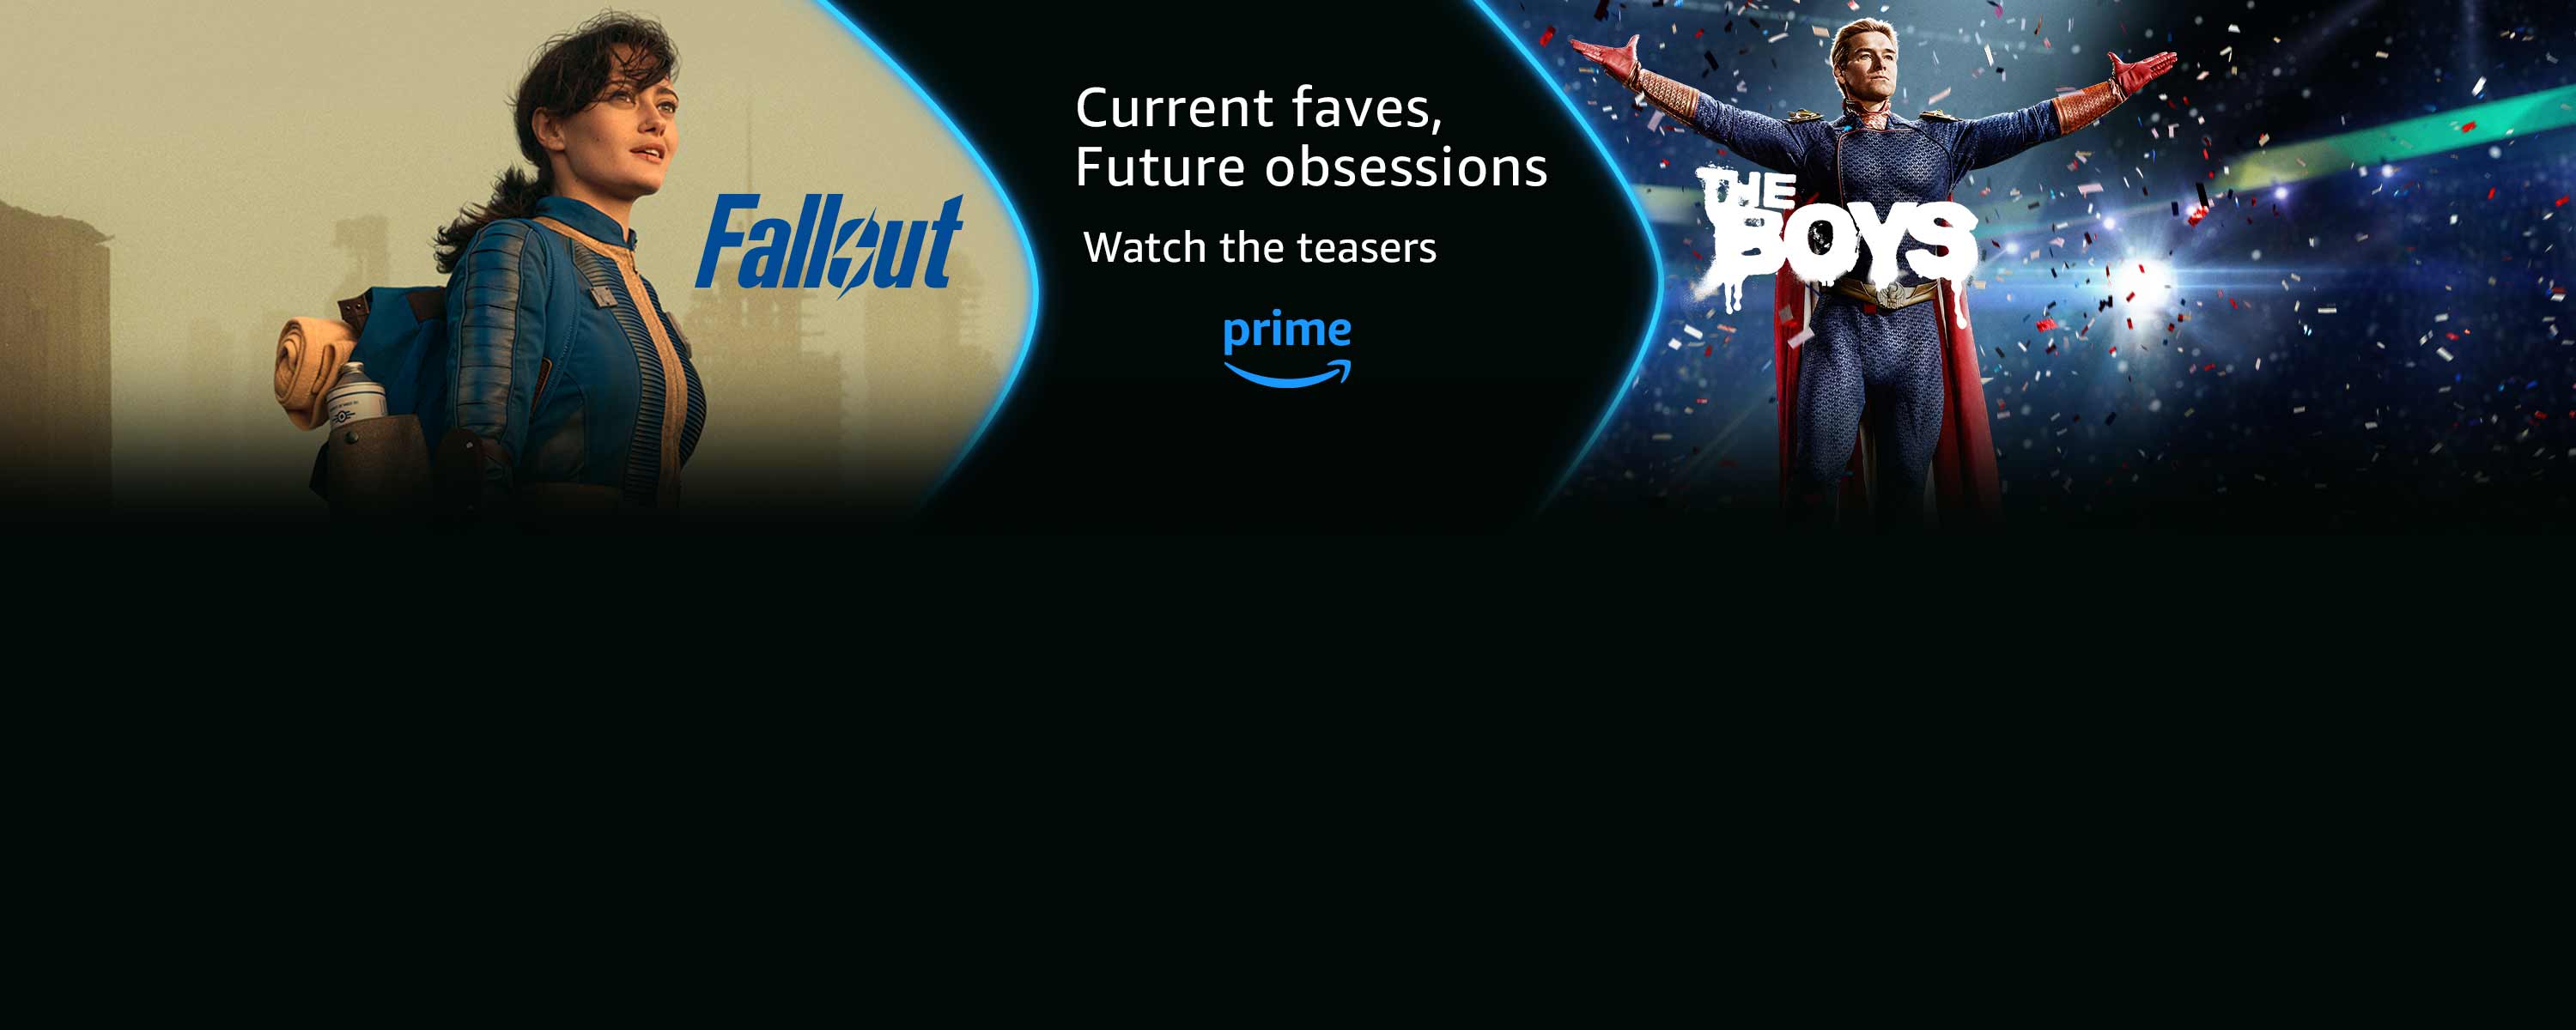 Fallout
Current faves,
Future obsessions
Watch the teasers
prime
THE
BOYS